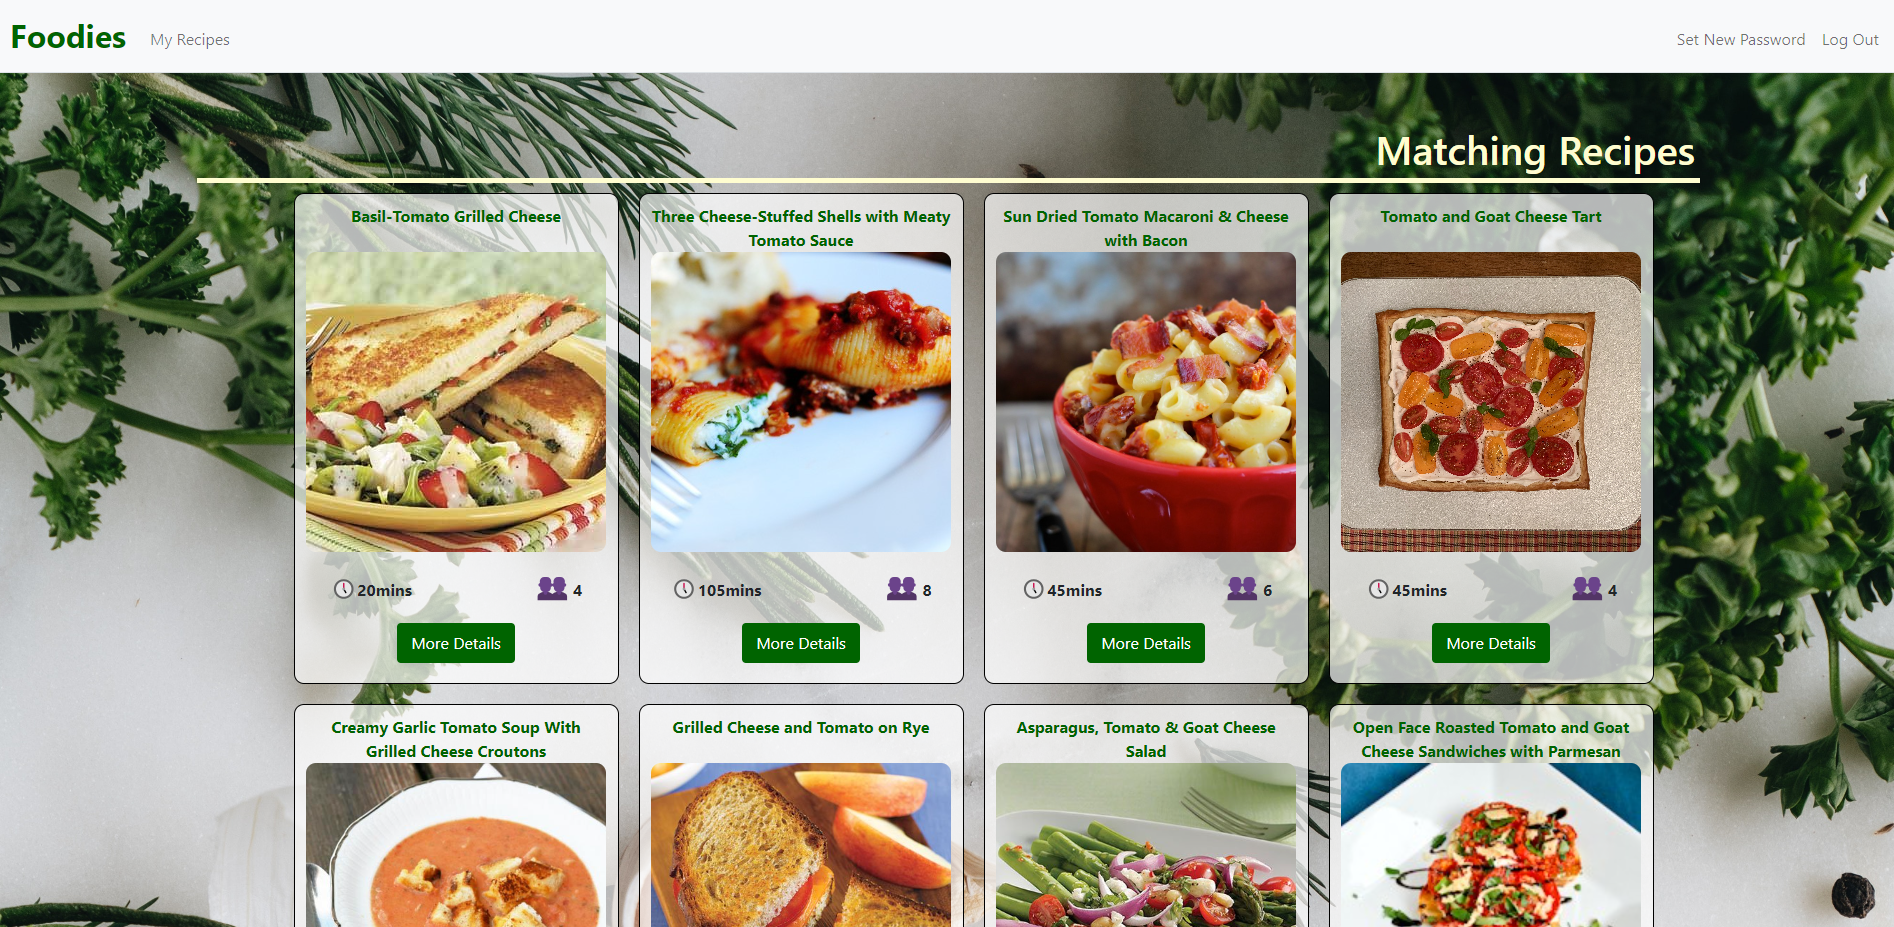 Foodies
My Recipes
Set New Password
Log Out
Matching Recipes
Basil-Tomato Grilled Cheese
20mins
4
More Details
Three Cheese-Stuffed Shells with Meaty
Tomato Sauce
105mins
8
More Details
Sun Dried Tomato Macaroni & Cheese
with Bacon
45mins
6
More Details
Tomato and Goat Cheese Tart
45mins
4
More Details
Creamy Garlic Tomato Soup With
Grilled Cheese Croutons
Grilled Cheese and Tomato on Rye
Asparagus, Tomato & Goat Cheese
Salad
Open Face Roasted Tomato and Goat
Cheese Sandwiches with Parmesan